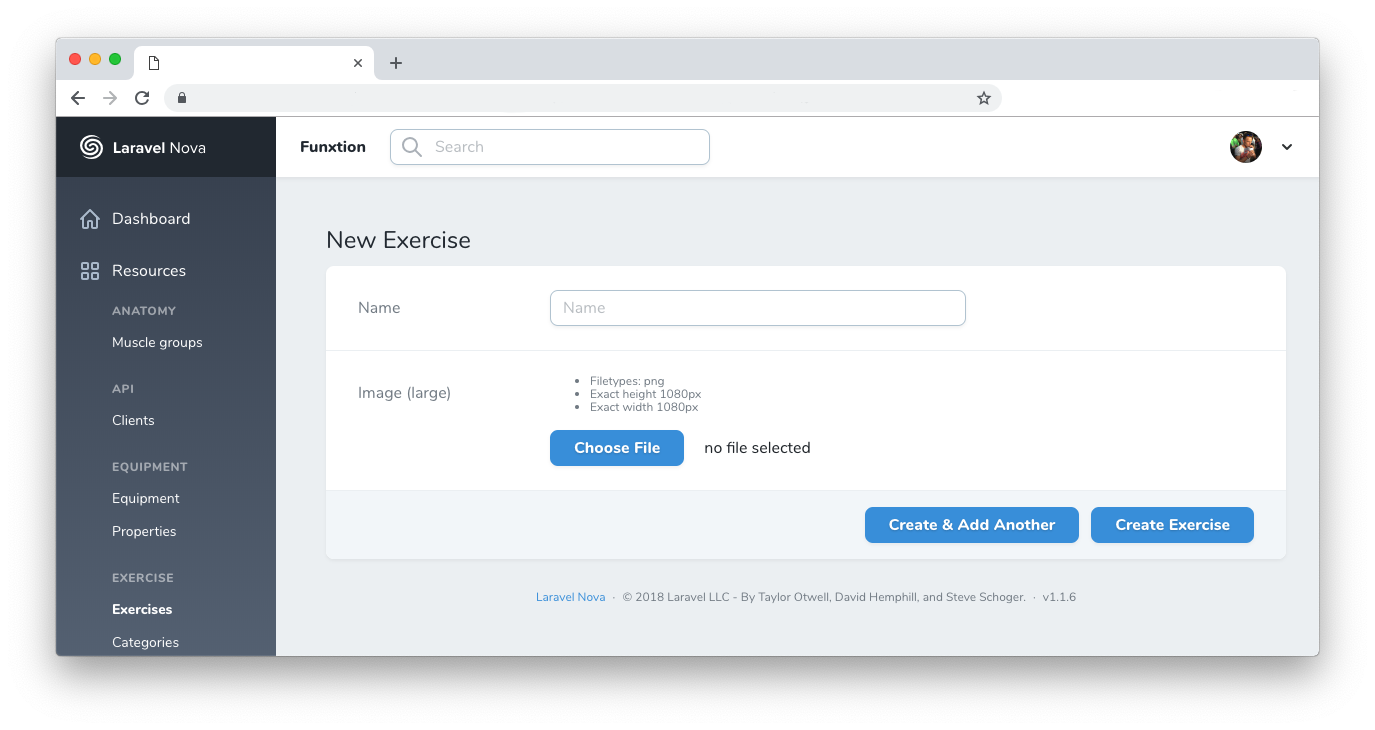 Laravel Nova
Funxtion
Search
Dashboard
Resources
ANATOMY
Muscle groups
API
Clients
EQUIPMENT
Equipment
Properties
EXERCISE
Exercises
Categories
New Exercise
Name
Name
Image (large)
• Filetypes: png
• Exact height 1080px
• Exact width 1080px
Choose File no file selected
Create & Add Another Create Exercise
Laravel Nova · © 2018 Laravel LLC - By Taylor Otwell, David Hemphill, and Steve Schoger. · v1.1.6